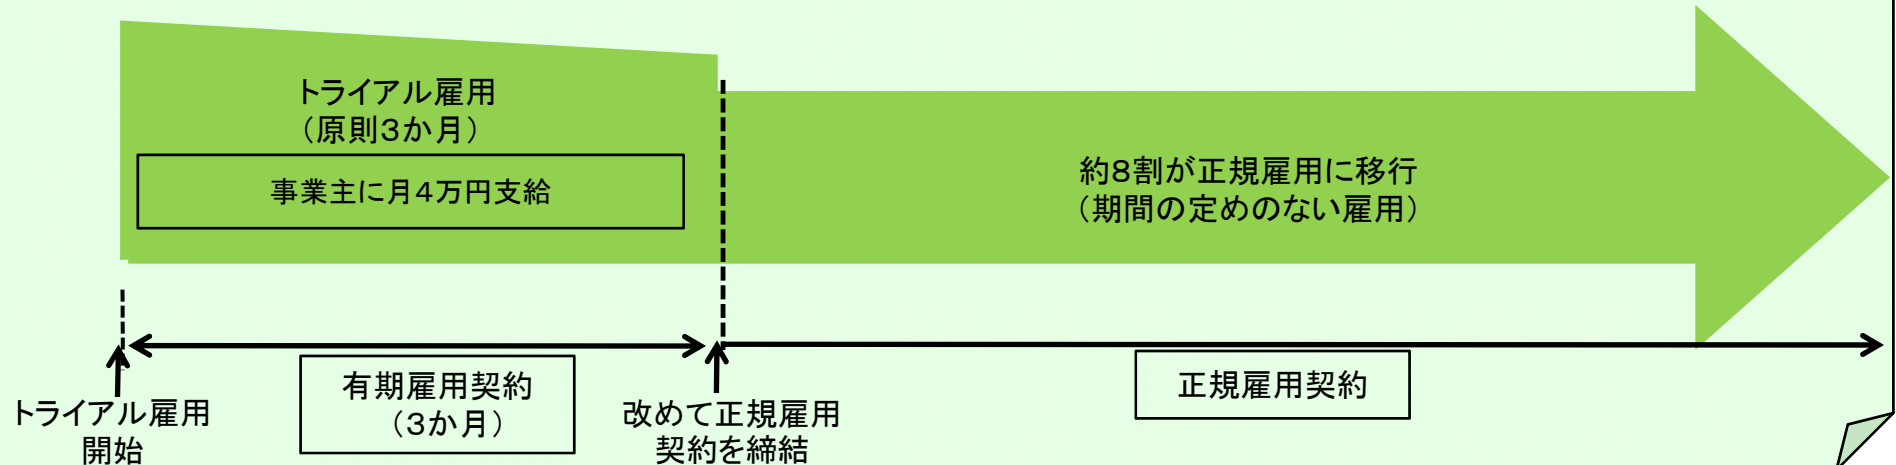 トライアル雇用
（原則３か月）
事業主に月４万円支給
約８割が正規雇用に移行
（期間の定めのない雇用）
有期雇用契約
（３か月）
正規雇用契約
トライアル雇用
開始
改めて正規雇用
契約を締結